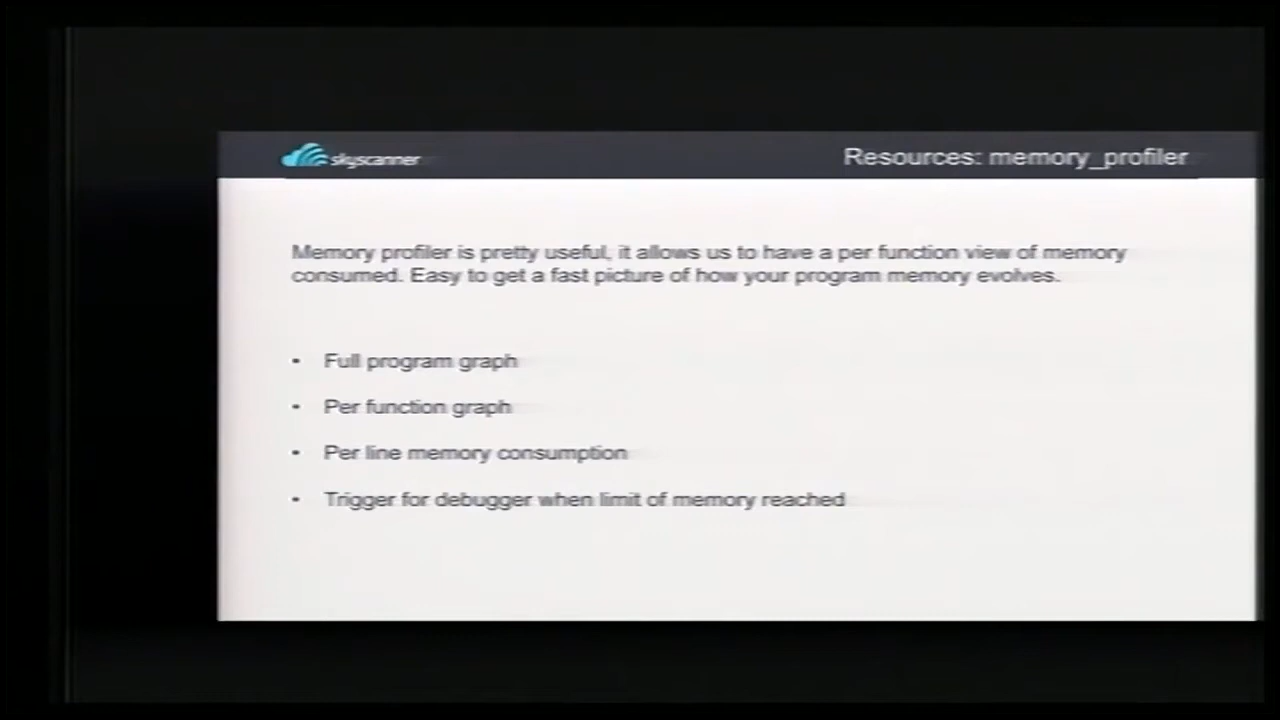 skyscanner
Resources: memory_profiler
Memory profiler is pretty useful, it allows us to have a per function view of memory
consumed. Easy to get a fast picture of how your program memory evolves.
• Full program graph
• Per function graph
• Per line memory consumption
• Trigger for debugger when limit of memory reached